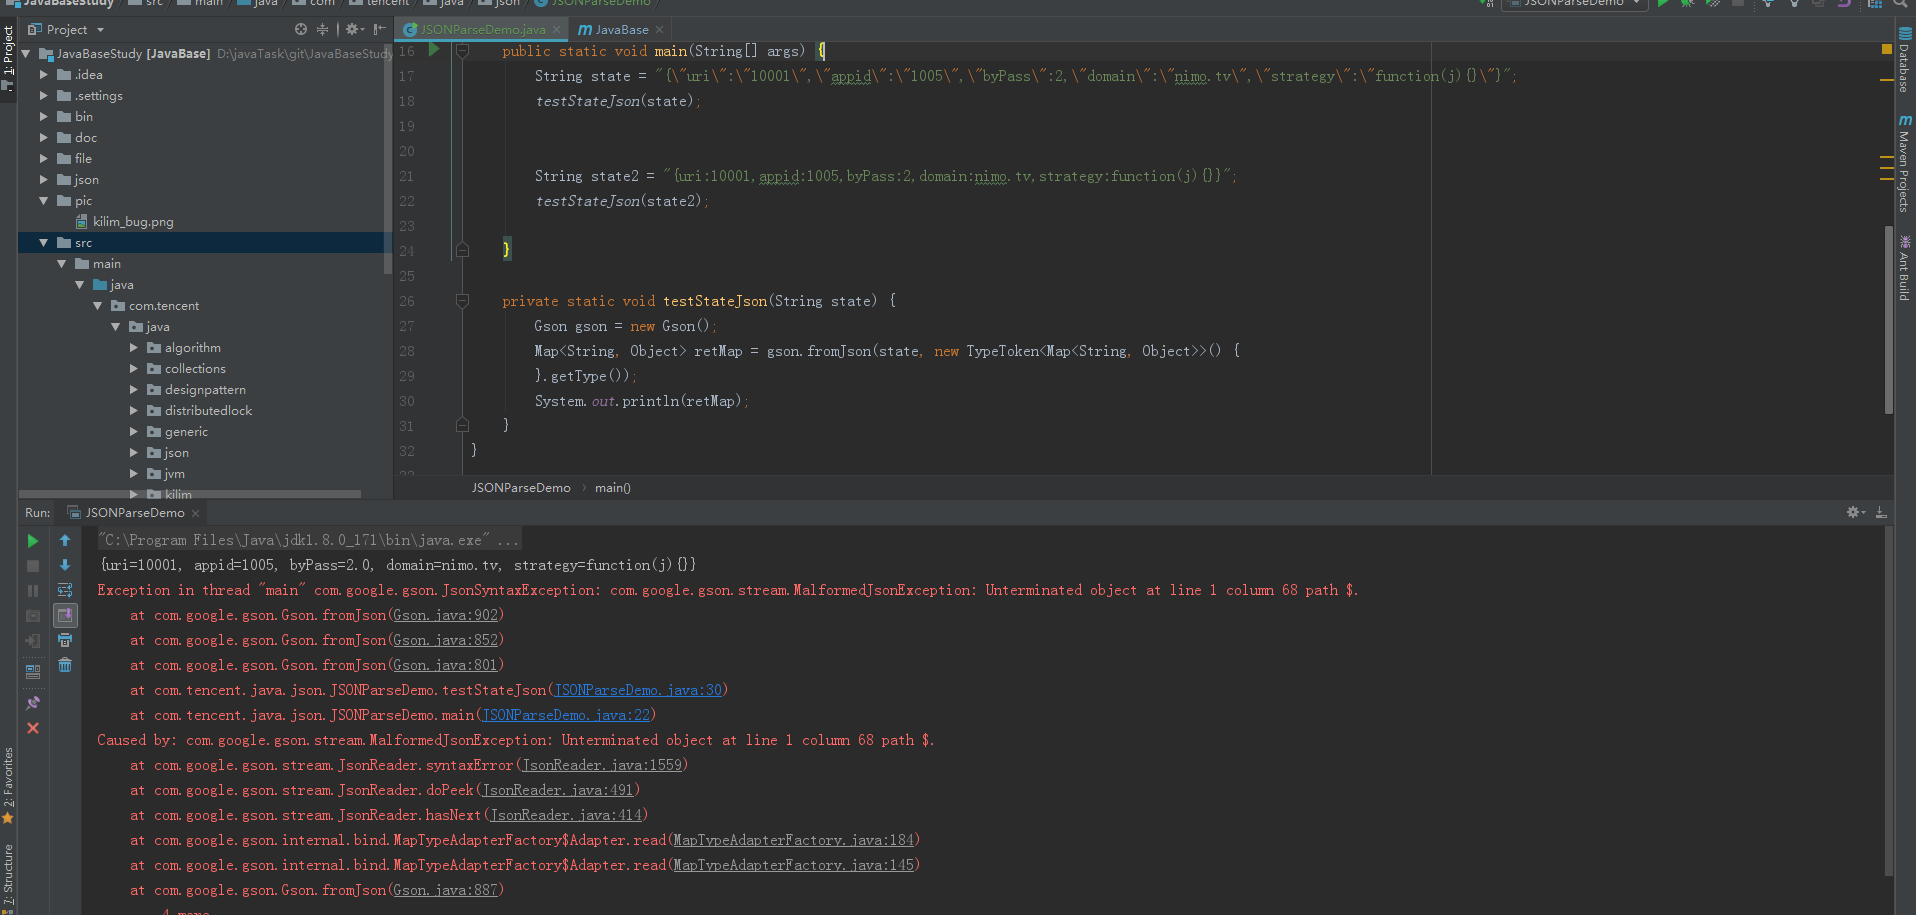 JavaBaseStudy src main java com tencent java json JSONParseDemo
JSONParseDemo
Project
JSONParseDemo.java JavaBase
JavaBaseStudy [JavaBase] D:\javaTask\git\JavaBaseStudy
.idea
.settings
bin
doc
file
json
pic
kilim_bug.png
src
main
java
com.tencent
java
algorithm
collections
designpattern
distributedlock
generic
json
jvm
kilim
1: Project
2: Favorites
7: Structure
16 public static void main(String[] args) {
17 String state = "{\"uri\":\"10001\",\"appid\":\"1005\",\"byPass\":2,\"domain\":\"nimo.tv\",\"strategy\":\"function(j){}\"}";
18 testStateJson(state);
19
20
21 String state2 = "{uri:10001,appid:1005,byPass:2,domain:nimo.tv,strategy:function(j){}}";
22 testStateJson(state2);
23
24 }
25
26 private static void testStateJson(String state) {
27 Gson gson = new Gson();
28 Map<String, Object> retMap = gson.fromJson(state, new TypeToken<Map<String, Object>>() {
29 }.getType());
30 System.out.println(retMap);
31 }
32 }
JSONParseDemo main()
Database
Maven Projects
Ant Build
Run: JSONParseDemo
"C:\Program Files\Java\jdk1.8.0_171\bin\java.exe" ...
{uri=10001, appid=1005, byPass=2.0, domain=nimo.tv, strategy=function(j){}}
Exception in thread "main" com.google.gson.JsonSyntaxException: com.google.gson.stream.MalformedJsonException: Unterminated object at line 1 column 68 path $.
at com.google.gson.Gson.fromJson(Gson.java:902)
at com.google.gson.Gson.fromJson(Gson.java:852)
at com.google.gson.Gson.fromJson(Gson.java:801)
at com.tencent.java.json.JSONParseDemo.testStateJson(JSONParseDemo.java:30)
at com.tencent.java.json.JSONParseDemo.main(JSONParseDemo.java:22)
Caused by: com.google.gson.stream.MalformedJsonException: Unterminated object at line 1 column 68 path $.
at com.google.gson.stream.JsonReader.syntaxError(JsonReader.java:1559)
at com.google.gson.stream.JsonReader.doPeek(JsonReader.java:491)
at com.google.gson.stream.JsonReader.hasNext(JsonReader.java:414)
at com.google.gson.internal.bind.MapTypeAdapterFactory$Adapter.read(MapTypeAdapterFactory.java:184)
at com.google.gson.internal.bind.MapTypeAdapterFactory$Adapter.read(MapTypeAdapterFactory.java:145)
at com.google.gson.Gson.fromJson(Gson.java:887)